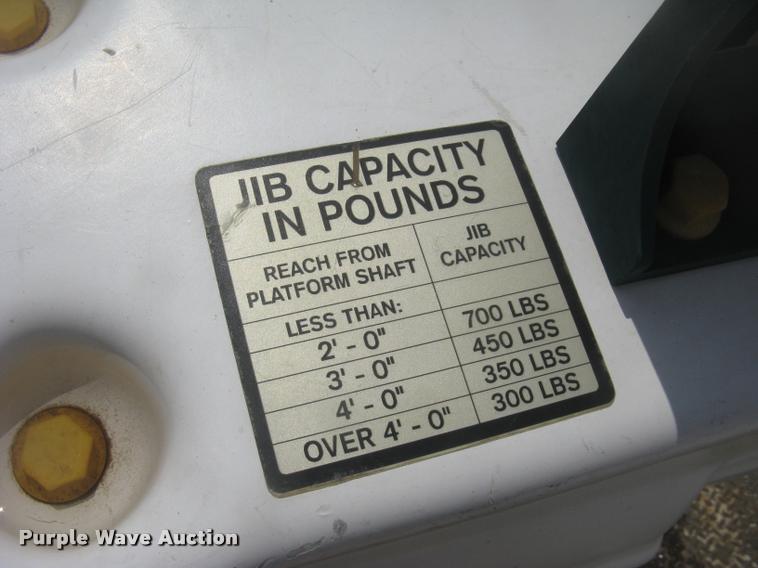 JIB CAPACITY
IN POUNDS
REACH FROM
PLATFORM SHAFT
JIB
CAPACITY
LESS THAN:
2' - 0" 700 LBS
3' - 0" 450 LBS
4' - 0" 350 LBS
OVER 4' - 0" 300 LBS
Purple Wave Auction